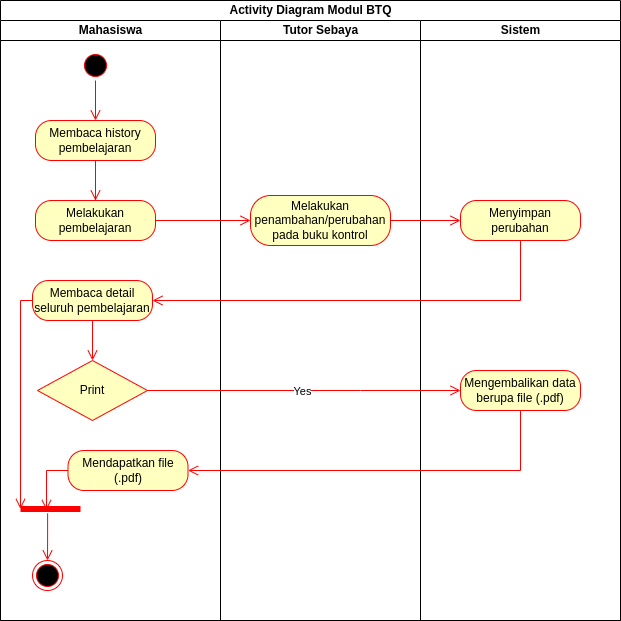 Activity Diagram Modul BTQ
Mahasiswa
Tutor Sebaya
Sistem
Membaca history
pembelajaran
Melakukan
pembelajaran
Melakukan
penambahan/perubahan
pada buku kontrol
Menyimpan
perubahan
Membaca detail
seluruh pembelajaran
Print
Yes
Mengembalikan data
berupa file (.pdf)
Mendapatkan file
(.pdf)